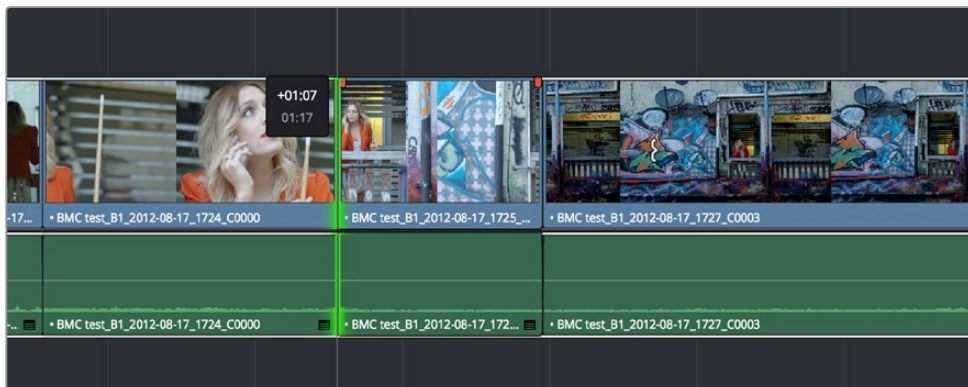 +01:07
01:17
-17...
• BMC test_B1_2012-08-17_1724_C0000
• BMC test_B1_2012-08-17_1725_...
• BMC test_B1_2012-08-17_1727_C0003
-...
• BMC test_B1_2012-08-17_1724_C0000
• BMC test_B1_2012-08-17_172...
• BMC test_B1_2012-08-17_1727_C0003